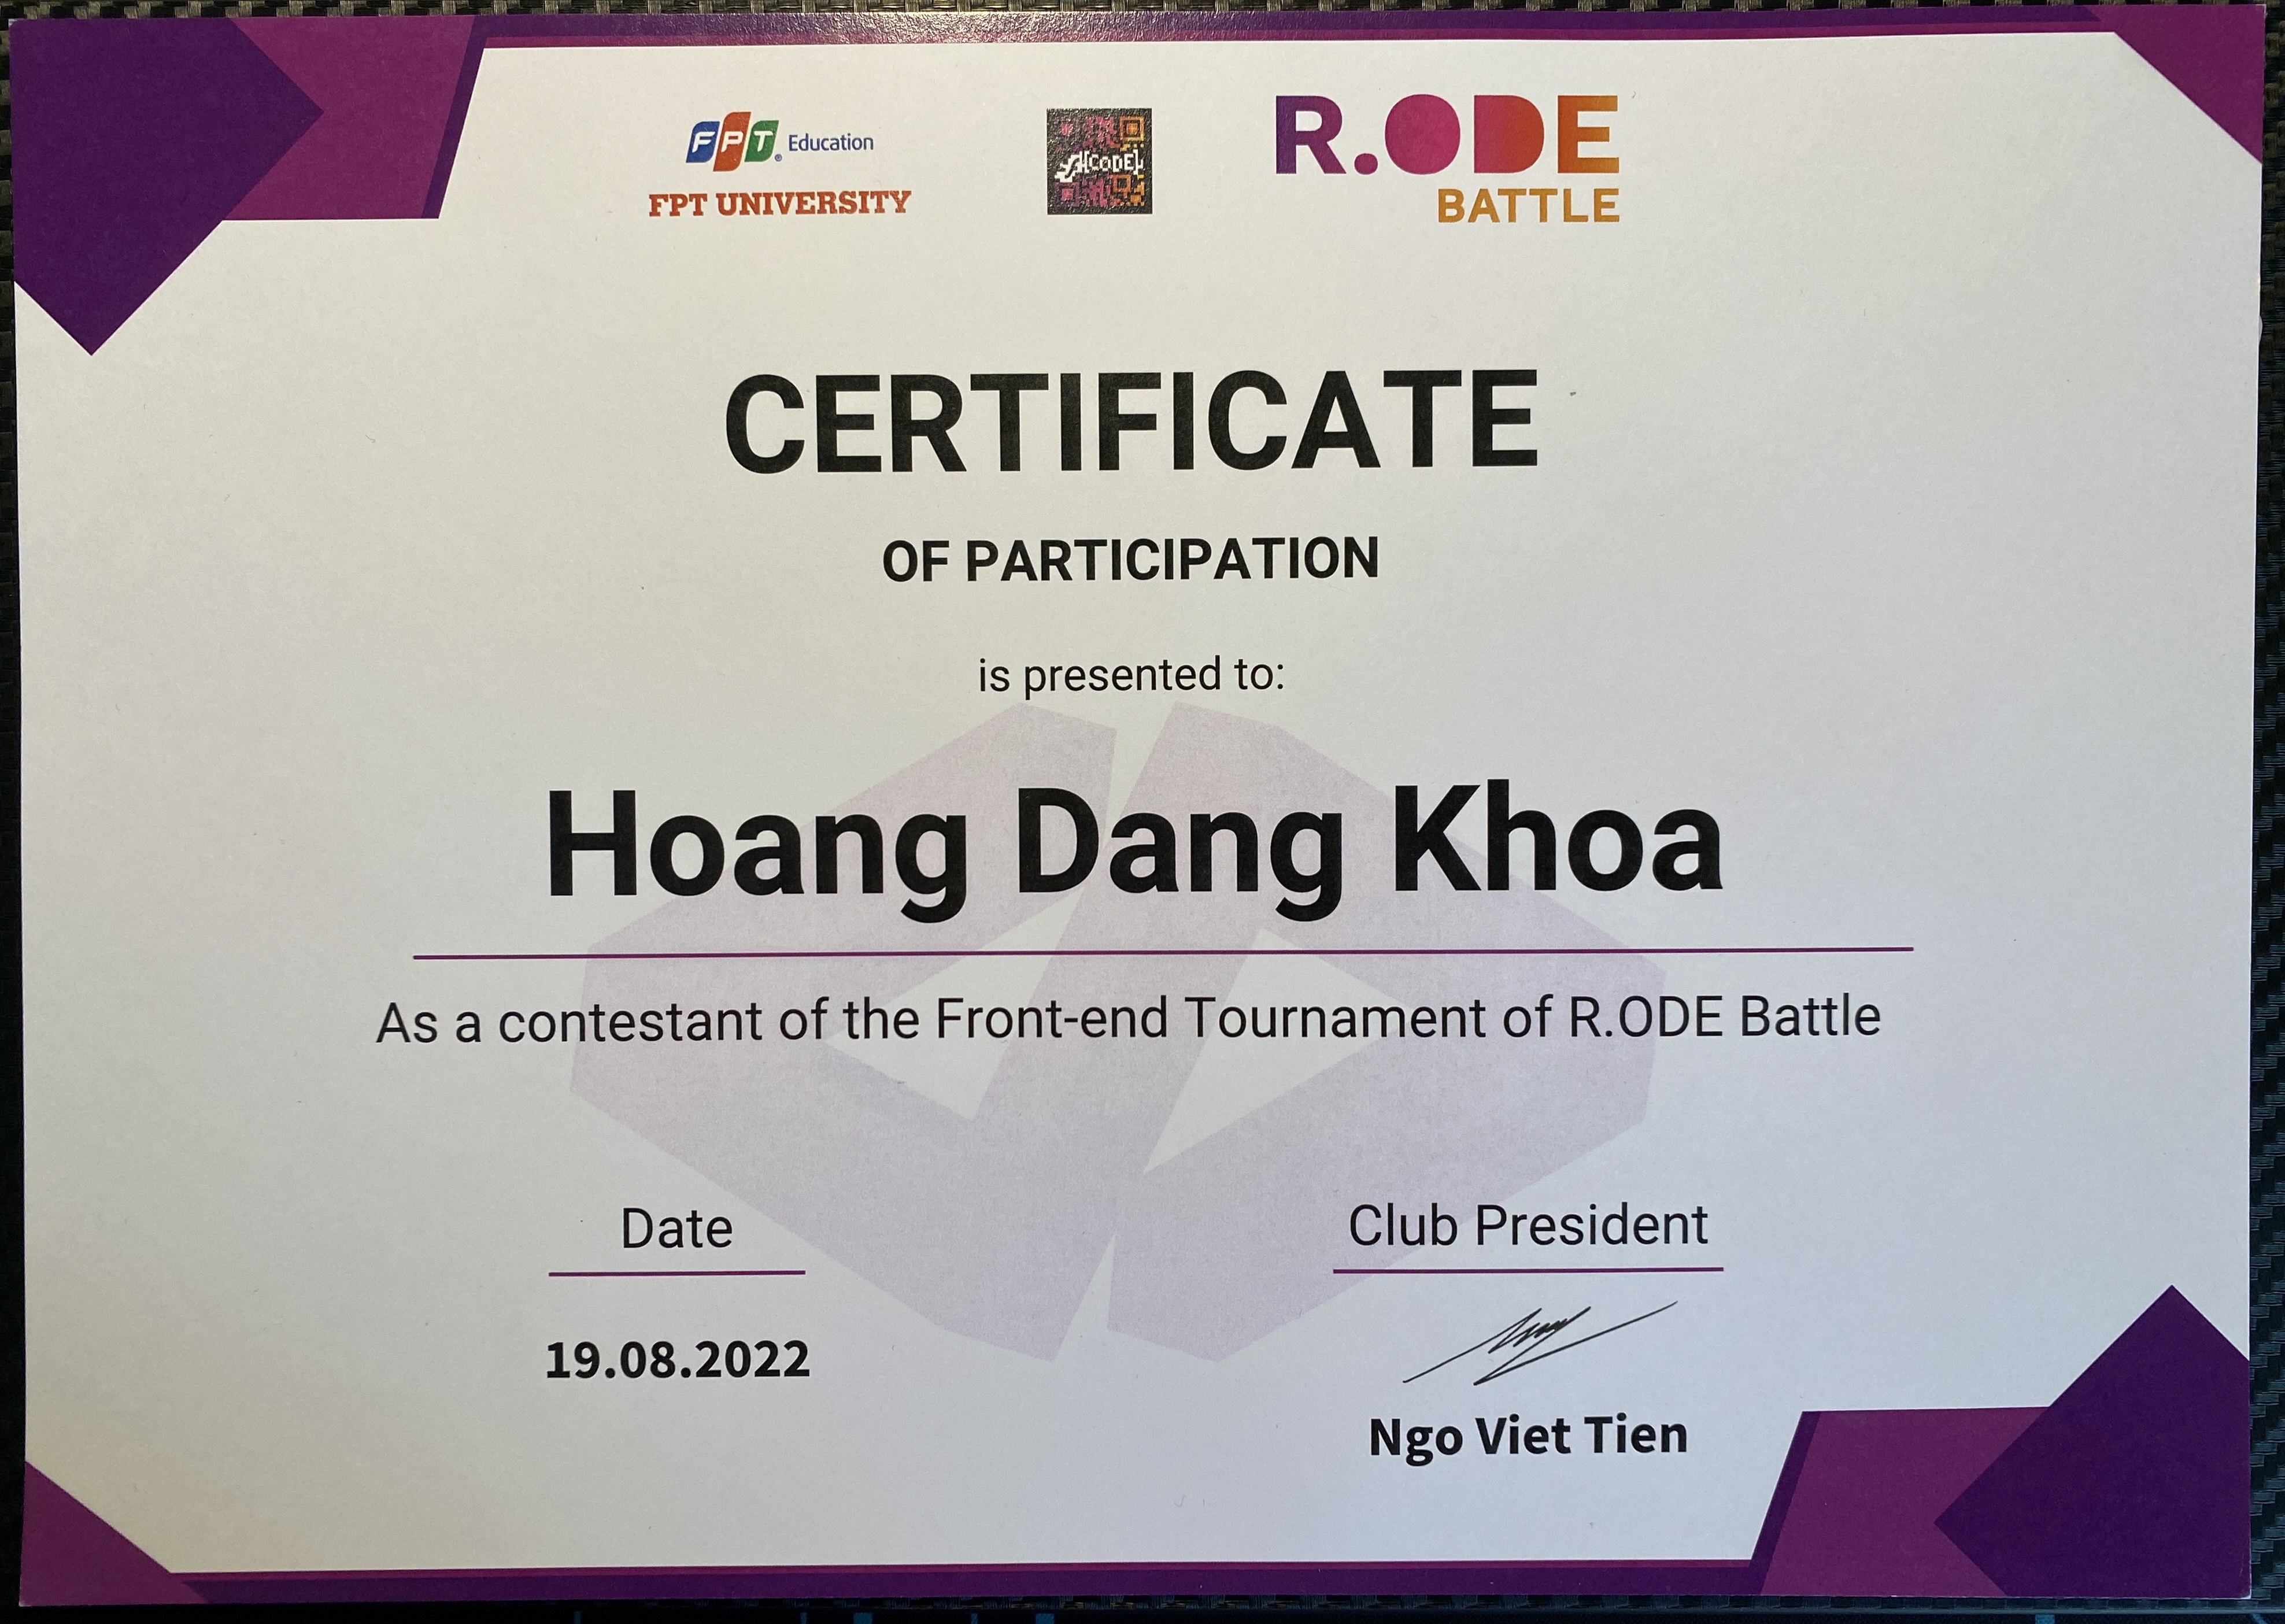 FPT Education
FPT UNIVERSITY
R.ODE
BATTLE
CERTIFICATE
OF PARTICIPATION
is presented to:
Hoang Dang Khoa
As a contestant of the Front-end Tournament of R.ODE Battle
Date
Club President
19.08.2022
Ngo Viet Tien